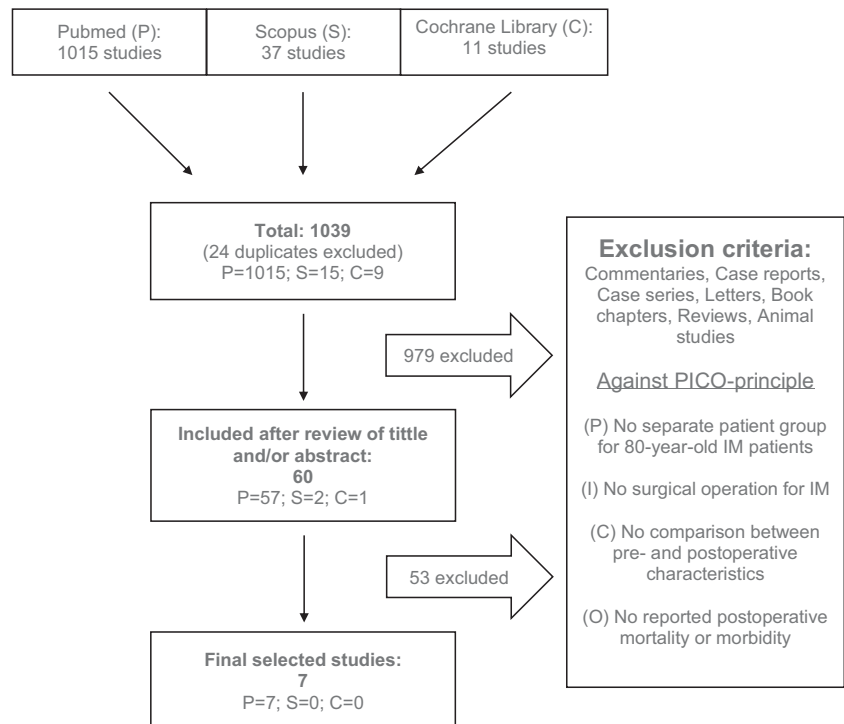 Pubmed (P):
1015 studies
Scopus (S):
37 studies
Cochrane Library (C):
11 studies
Total: 1039
(24 duplicates excluded)
P=1015; S=15; C=9
979 excluded
Included after review of tittle
and/or abstract:
60
P=57; S=2; C=1
53 excluded
Final selected studies:
7
P=7; S=0; C=0
Exclusion criteria:
Commentaries, Case reports,
Case series, Letters, Book
chapters, Reviews, Animal
studies
Against PICO-principle
(P) No separate patient group
for 80-year-old IM patients
(I) No surgical operation for IM
(C) No comparison between
pre- and postoperative
characteristics
(O) No reported postoperative
mortality or morbidity